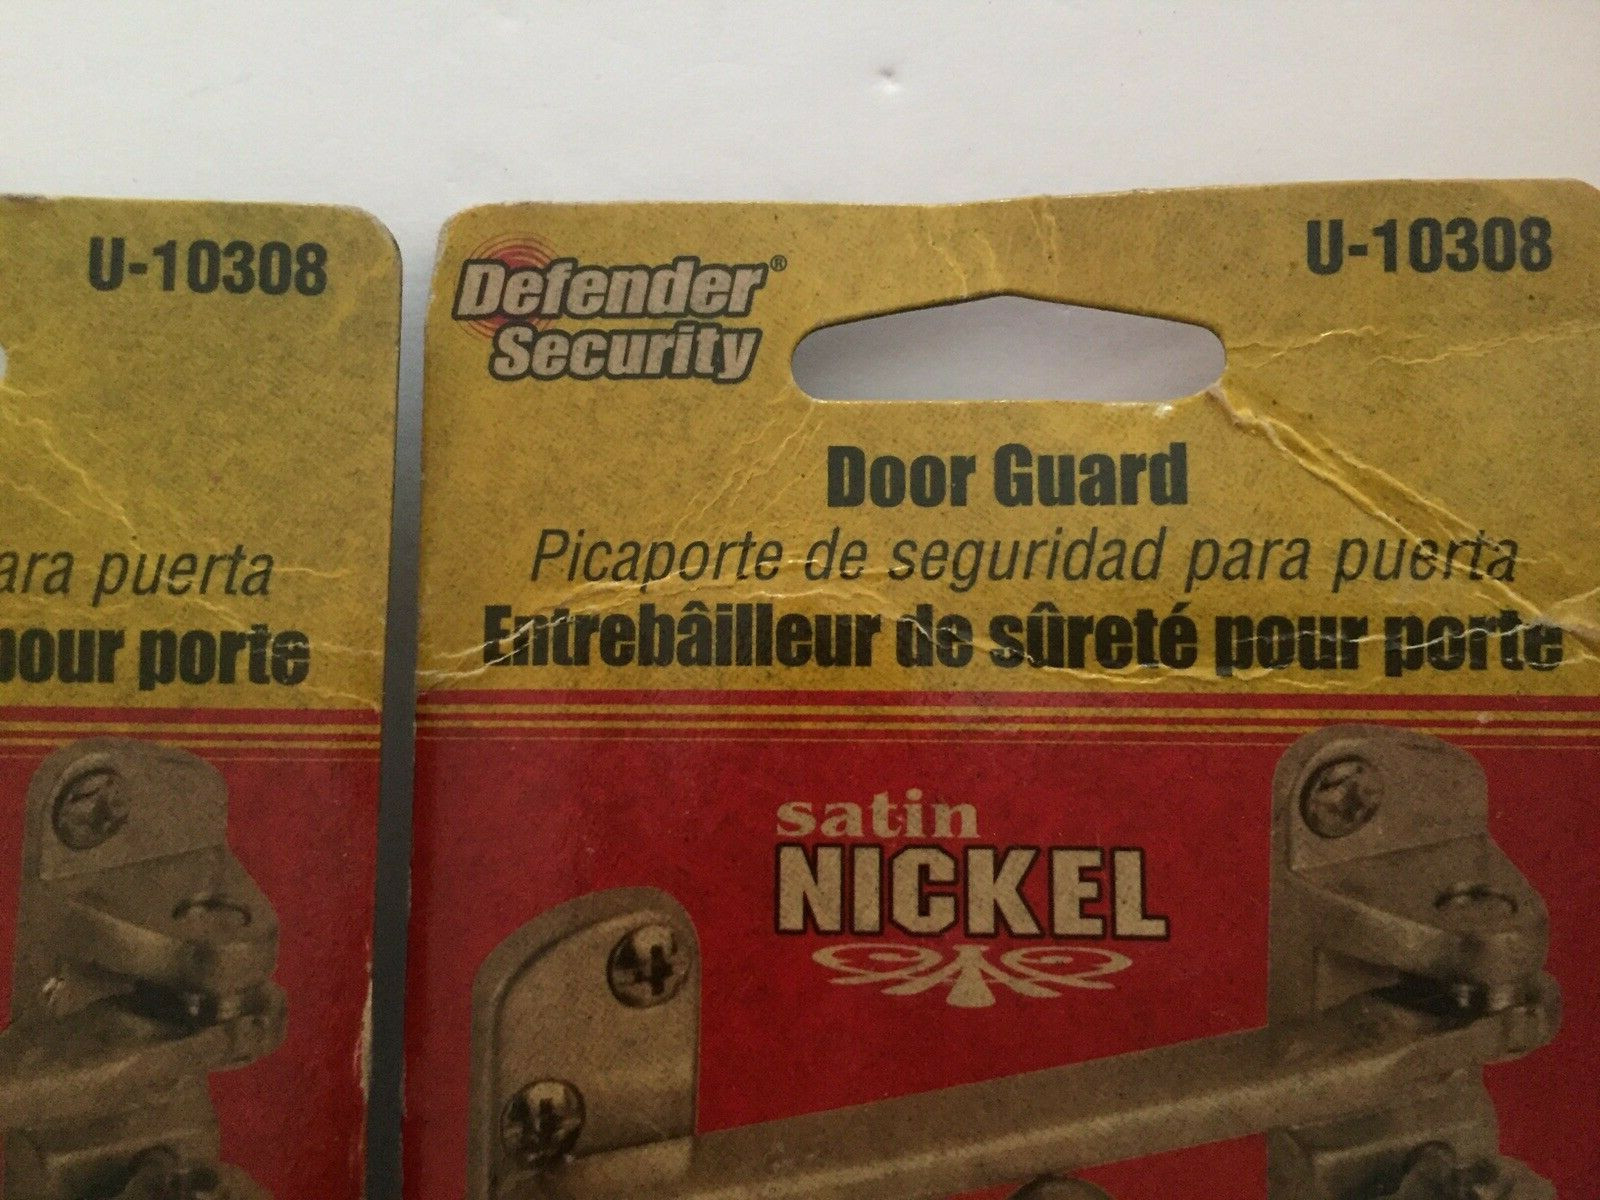 U-10308
ara puerta
pour porte
Defender®
Security
U-10308
Door Guard
Picaporte de seguridad para puerta
Entrebâilleur de sûreté pour porte
satin
NICKEL